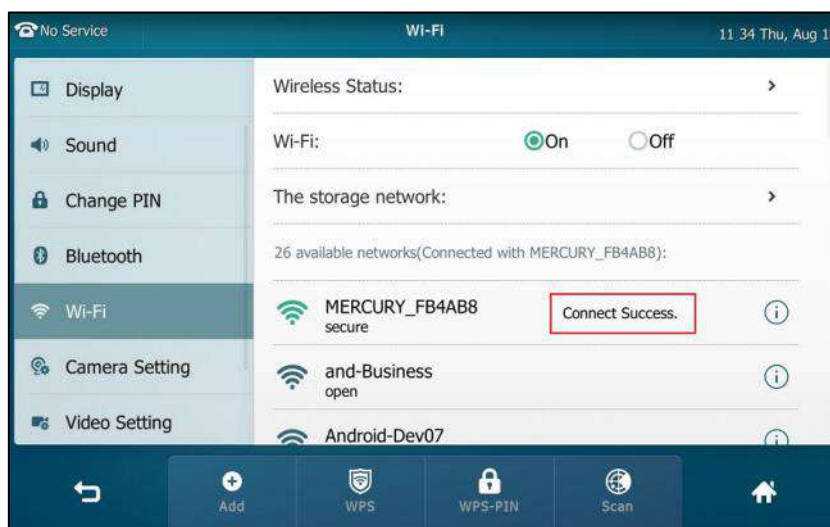 No Service
Wi-Fi
11 34 Thu, Aug 1
Display
Sound
Change PIN
Bluetooth
Wi-Fi
Camera Setting
Video Setting
Wireless Status:
Wi-Fi: On Off
The storage network:
26 available networks(Connected with MERCURY_FB4AB8):
MERCURY_FB4AB8
secure
Connect Success.
and-Business
open
Android-Dev07
Add
WPS
WPS-PIN
Scan